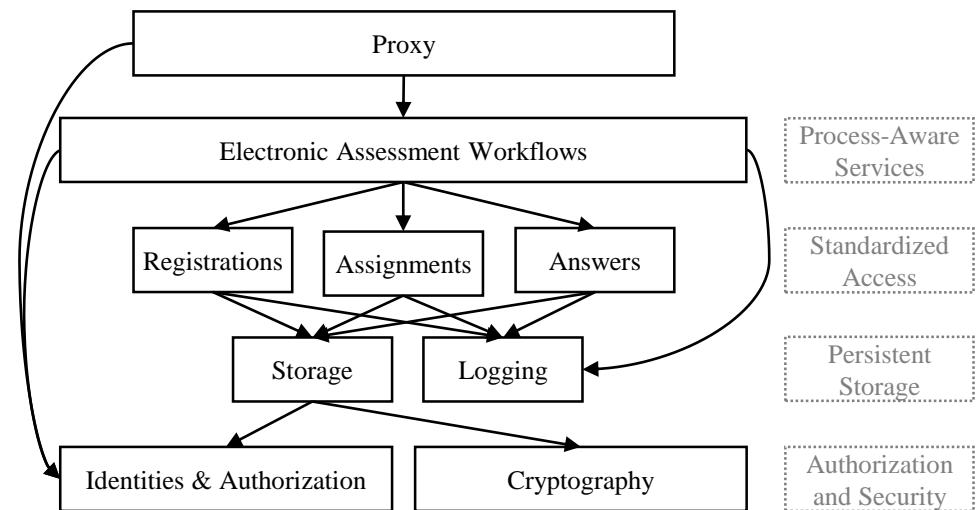 Proxy
Electronic Assessment Workflows
Process-Aware
Services
Registrations
Assignments
Answers
Standardized
Access
Storage
Logging
Persistent
Storage
Identities & Authorization
Cryptography
Authorization
and Security